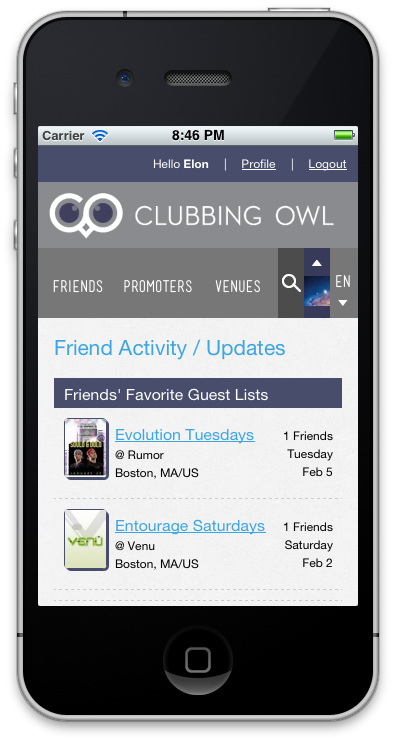 Carrier 8:46 PM
Hello Elon | Profile | Logout
CLUBBING OWL
FRIENDS PROMOTERS VENUES EN
Friend Activity / Updates
Friends' Favorite Guest Lists
Evolution Tuesdays 1 Friends
@ Rumor Tuesday
Boston, MA/US Feb 5
Entourage Saturdays 1 Friends
VENÙ @ Venu Saturday
Boston, MA/US Feb 2